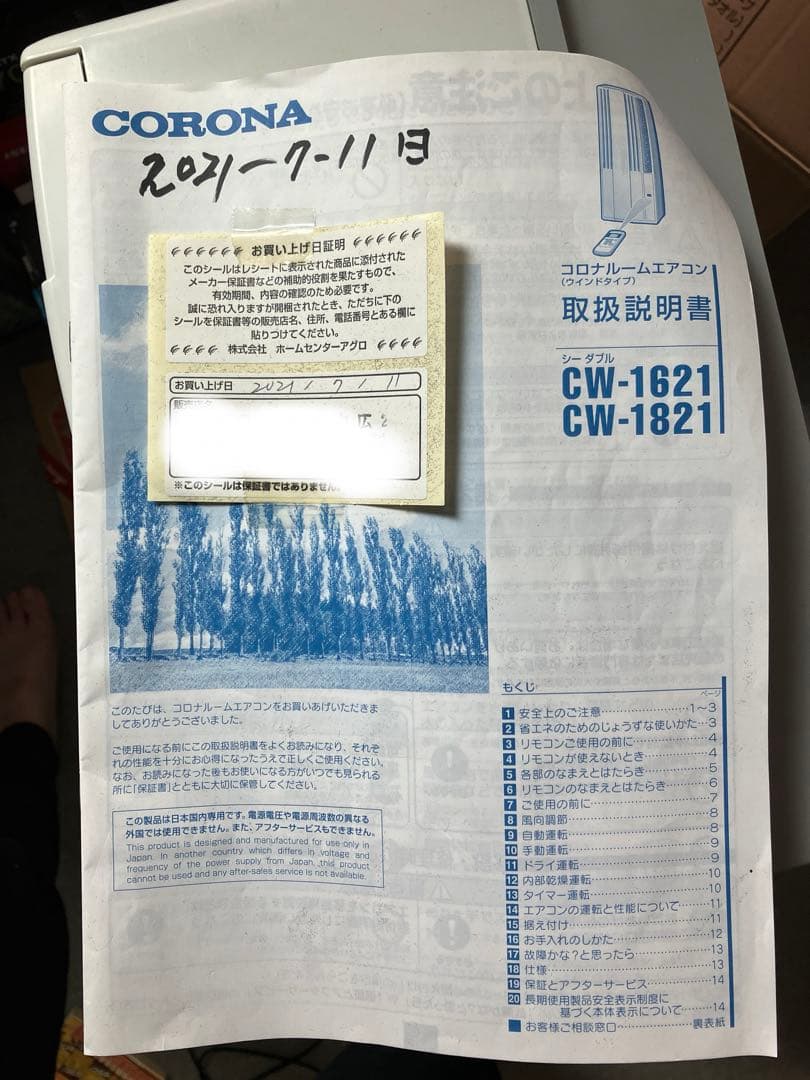 CORONA
2021-7-11日
お買い上げ日証明
このシールはレシートに表示された商品に添付された
メーカー保証書などの補助的役割を果たすもので、
有効期間、内容の確認のため必要です。
誠に恐れ入りますが開梱されたとき、ただちに下の
シールを保証書等の販売店名、住所、電話番号とある欄に
貼りつけてください。
株式会社 ホームセンターアグロ
お買い上げ日 2021 / 7 / 11
広 2
※このシールは保証書ではありません。
コロナルームエアコン
(ウインドタイプ)
取扱説明書
シーダブル
CW-1621
CW-1821
このたびは、コロナルームエアコンをお買いあげいただきま
してありがとうございました。
ご使用になる前にこの取扱説明書をよくお読みになり、それぞ
れの性能を十分にお心得になったうえで正しくご使用ください。
なお、お読みになった後もお使いになる方がいつでも見られる
所に「保証書」とともに大切に保管してください。
この製品は日本国内専用です。電源電圧や電源周波数の異なる
外国では使用できません。また、アフターサービスもできません。
This product is designed and manufactured for use only in
Japan. In another country which differs in voltage and
frequency of the power supply from Japan, this product
cannot be used and any after-sales service is not available.
もくじ
ページ
1 安全上のご注意 1～3
2 省エネのためのじょうずな使いかた 3
3 リモコンご使用の前に 4
4 リモコンが使えないとき 4
5 各部のなまえとはたらき 5
6 リモコンのなまえとはたらき 6
7 ご使用の前に 7
8 風向調節 8
9 自動運転 8
10 手動運転 9
11 ドライ運転 9
12 内部乾燥運転 10
13 タイマー運転 10
14 エアコンの運転と性能について 11
15 据え付け 11
16 お手入れのしかた 12
17 故障かな?と思ったら 13
18 仕様 13
19 保証とアフターサービス 14
20 長期使用製品安全表示制度に
基づく本体表示について 14
■ お客様ご相談窓口 裏表紙